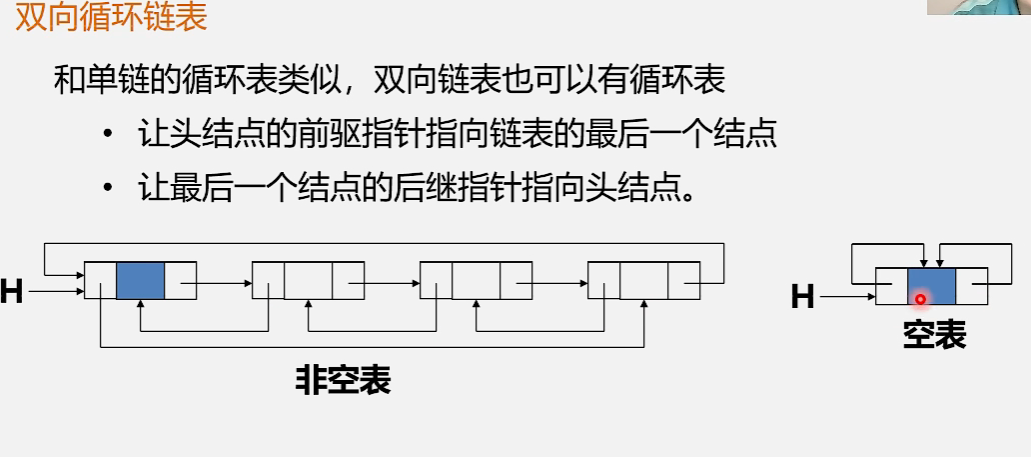 双向循环链表
和单链的循环表类似，双向链表也可以有循环表
• 让头结点的前驱指针指向链表的最后一个结点
• 让最后一个结点的后继指针指向头结点。
H
H
非空表
空表